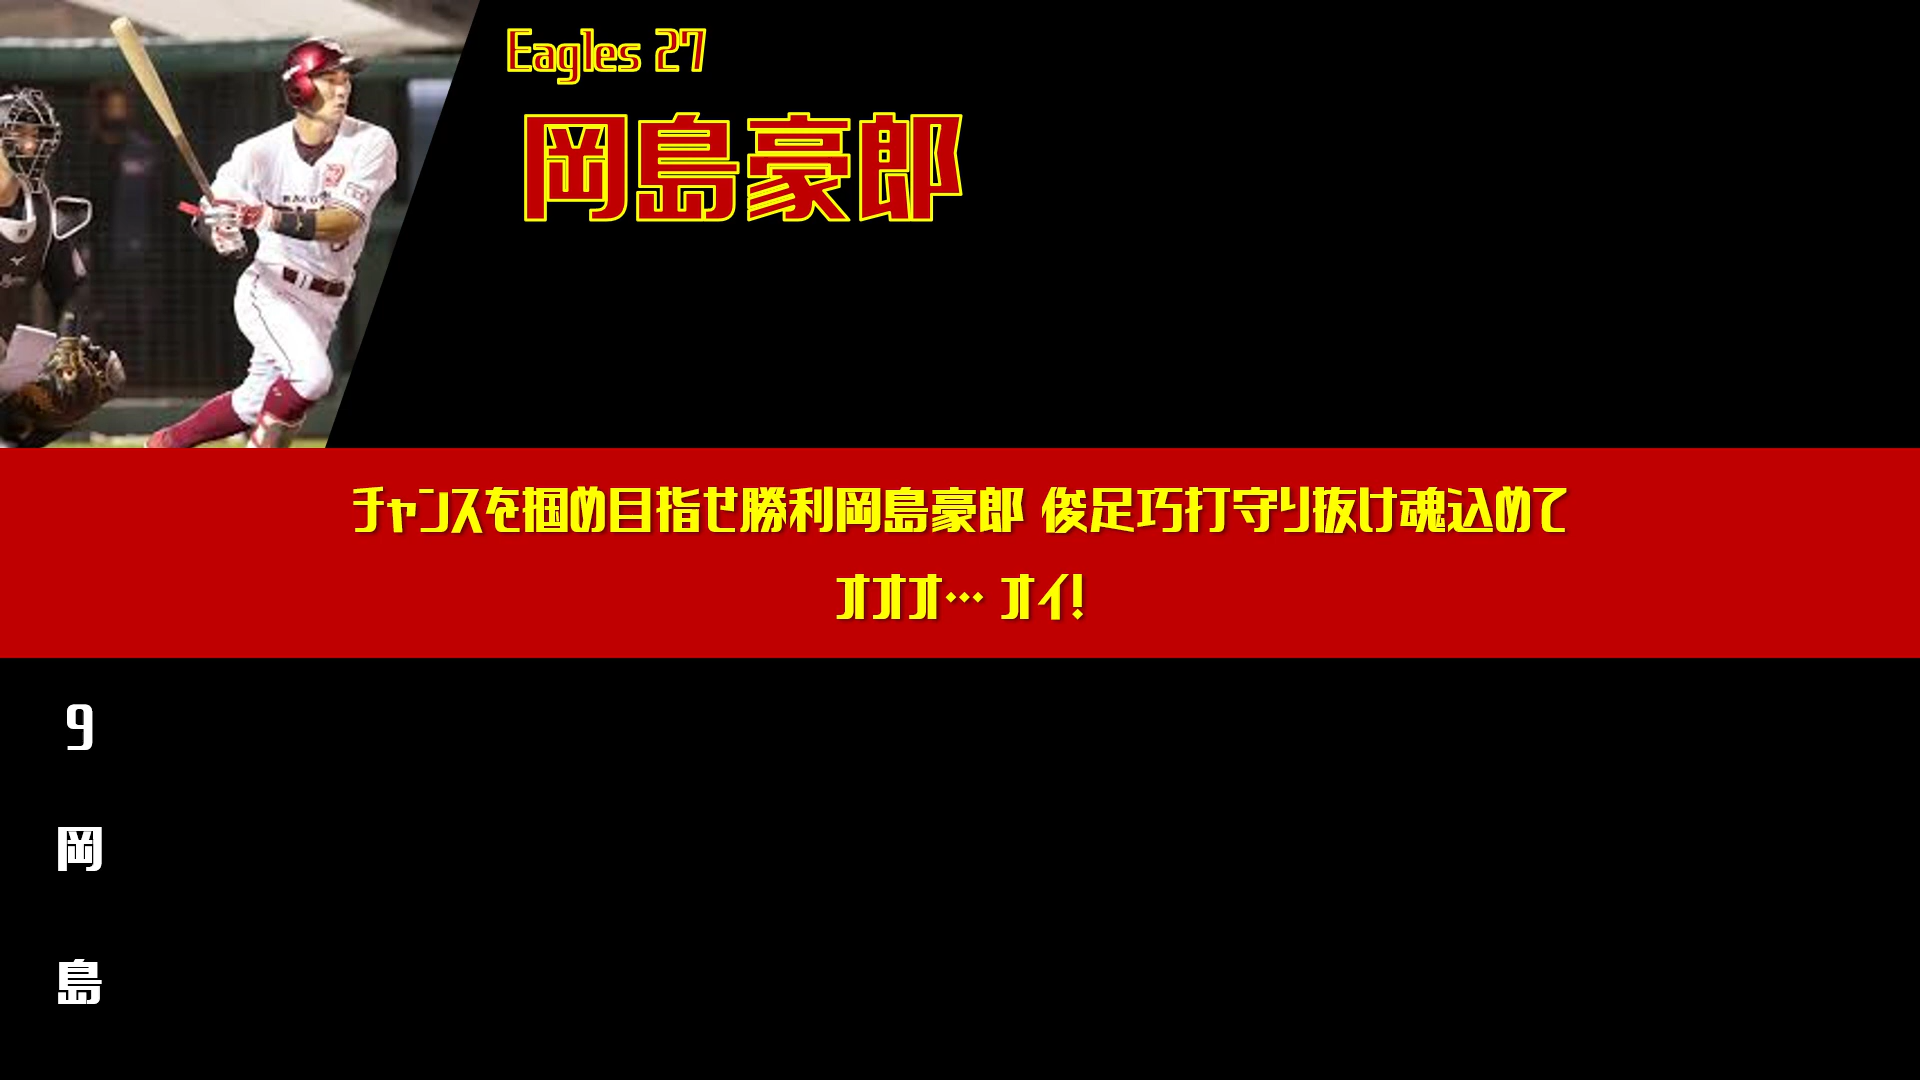 Eagles 27
岡島豪郎
チャンスを掴め目指せ勝利岡島豪郎 俊足巧打守り抜け魂込めて
オオオ… オイ!
9
岡
島